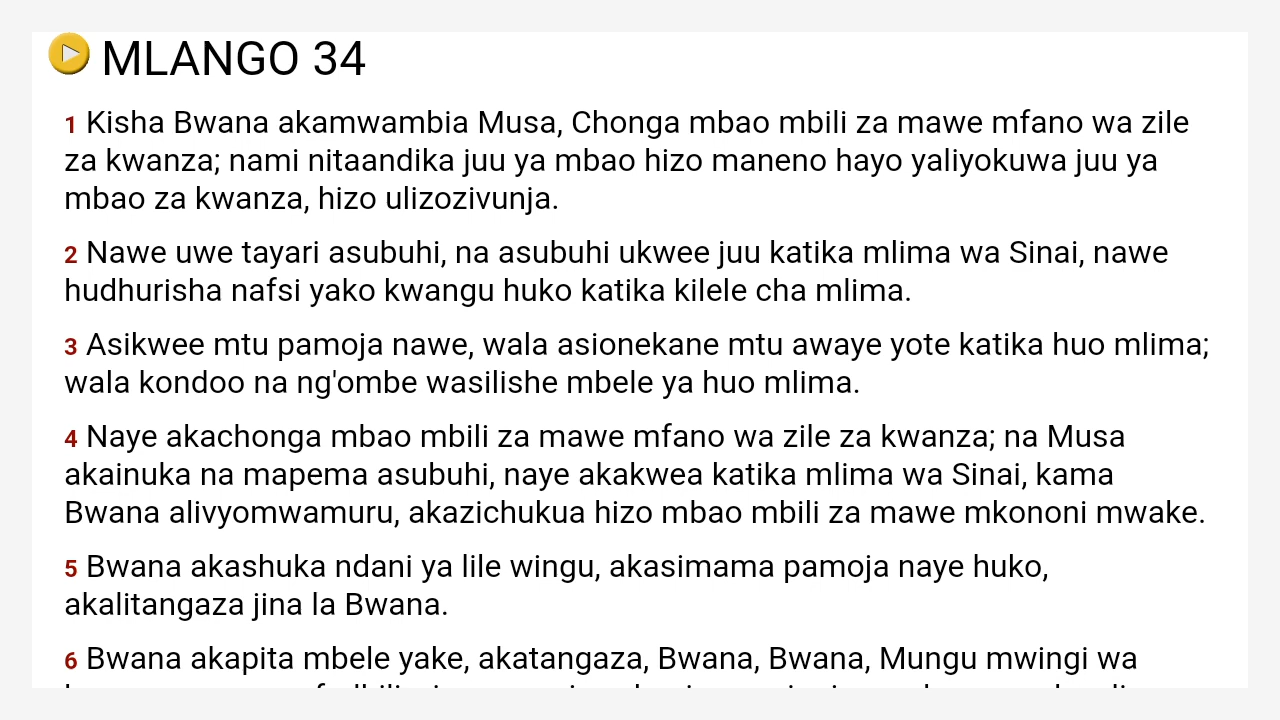 MLANGO 34
1 Kisha Bwana akamwambia Musa, Chonga mbao mbili za mawe mfano wa zile
za kwanza; nami nitaandika juu ya mbao hizo maneno hayo yaliyokuwa juu ya
mbao za kwanza, hizo ulizozivunja.
2 Nawe uwe tayari asubuhi, na asubuhi ukwee juu katika mlima wa Sinai, nawe
hudhurisha nafsi yako kwangu huko katika kilele cha mlima.
3 Asikwee mtu pamoja nawe, wala asionekane mtu awaye yote katika huo mlima;
wala kondoo na ng'ombe wasilishe mbele ya huo mlima.
4 Naye akachonga mbao mbili za mawe mfano wa zile za kwanza; na Musa
akainuka na mapema asubuhi, naye akakwea katika mlima wa Sinai, kama
Bwana alivyomwamuru, akazichukua hizo mbao mbili za mawe mkononi mwake.
5 Bwana akashuka ndani ya lile wingu, akasimama pamoja naye huko,
akalitangaza jina la Bwana.
6 Bwana akapita mbele yake, akatangaza, Bwana, Bwana, Mungu mwingi wa